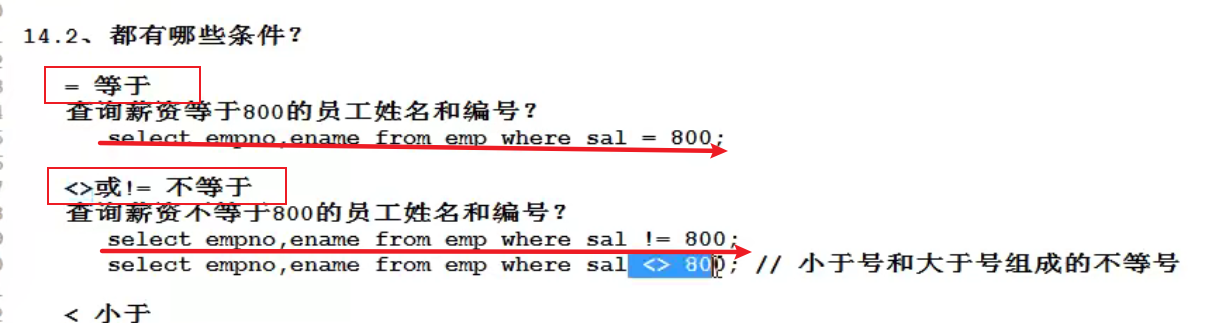 14.2、都有哪些条件？
= 等于
查询薪资等于800的员工姓名和编号？
select empno,ename from emp where sal = 800;
<>或!= 不等于
查询薪资不等于800的员工姓名和编号？
select empno,ename from emp where sal != 800;
select empno,ename from emp where sal <> 800; // 小于号和大于号组成的不等号
< 小于